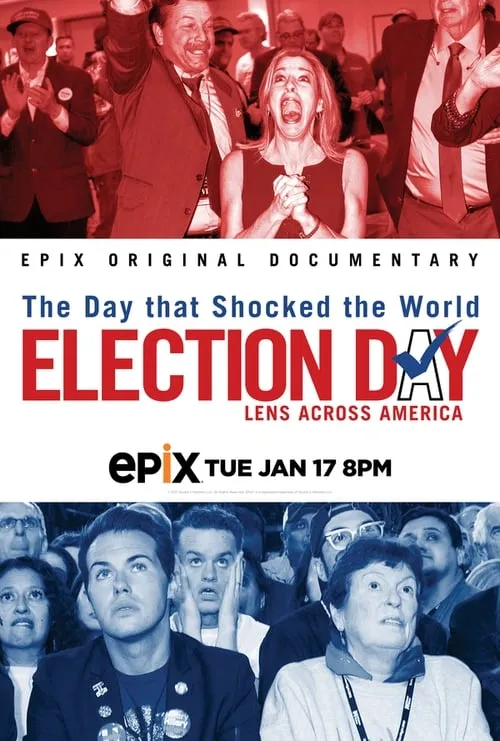 EPIX ORIGINAL DOCUMENTARY
The Day that Shocked the World
ELECTION DAY
LENS ACROSS AMERICA
epix TUE JAN 17 8PM